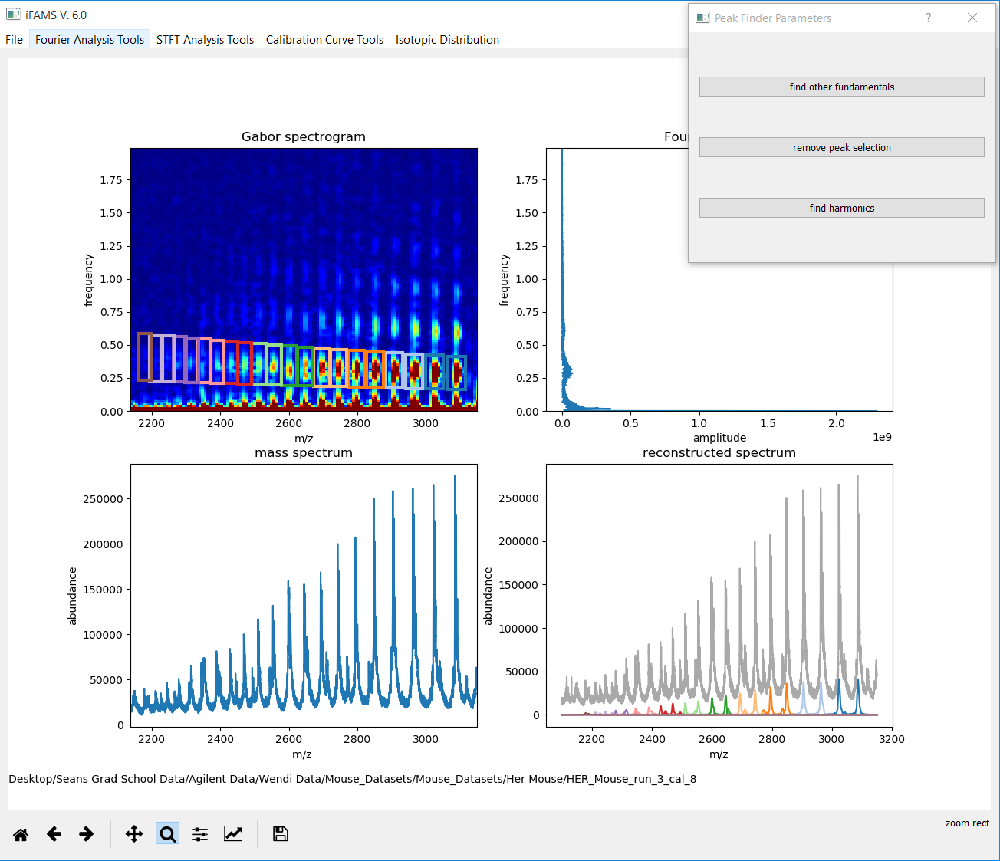 iFAMS V. 6.0
File Fourier Analysis Tools STFT Analysis Tools Calibration Curve Tools Isotopic Distribution
Peak Finder Parameters ?
find other fundamentals
remove peak selection
find harmonics
Gabor spectrogram
frequency
1.75
1.50
1.25
1.00
0.75
0.50
0.25
0.00
2200 2400 2600 2800 3000
m/z
Four
frequency
1.75
1.50
1.25
1.00
0.75
0.50
0.25
0.00
0.0 0.5 1.0 1.5 2.0
amplitude
1e9
mass spectrum
abundance
250000
200000
150000
100000
50000
0
2200 2400 2600 2800 3000
m/z
reconstructed spectrum
abundance
250000
200000
150000
100000
50000
0
2200 2400 2600 2800 3000 3200
m/z
/Desktop/Seans Grad School Data/Agilent Data/Wendi Data/Mouse_Datasets/Mouse_Datasets/Her Mouse/HER_Mouse_run_3_cal_8
zoom rect